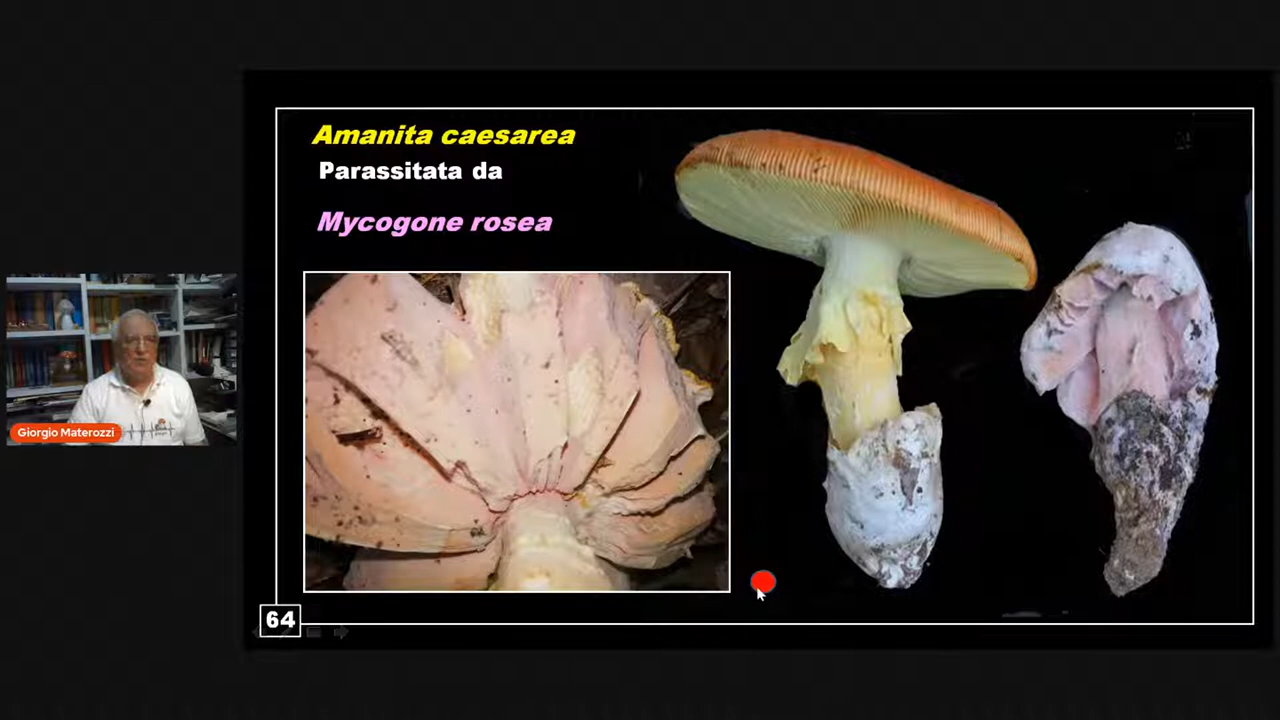 Amanita caesarea
Parassitata da
Mycogone rosea
Giorgio Materozzi
64